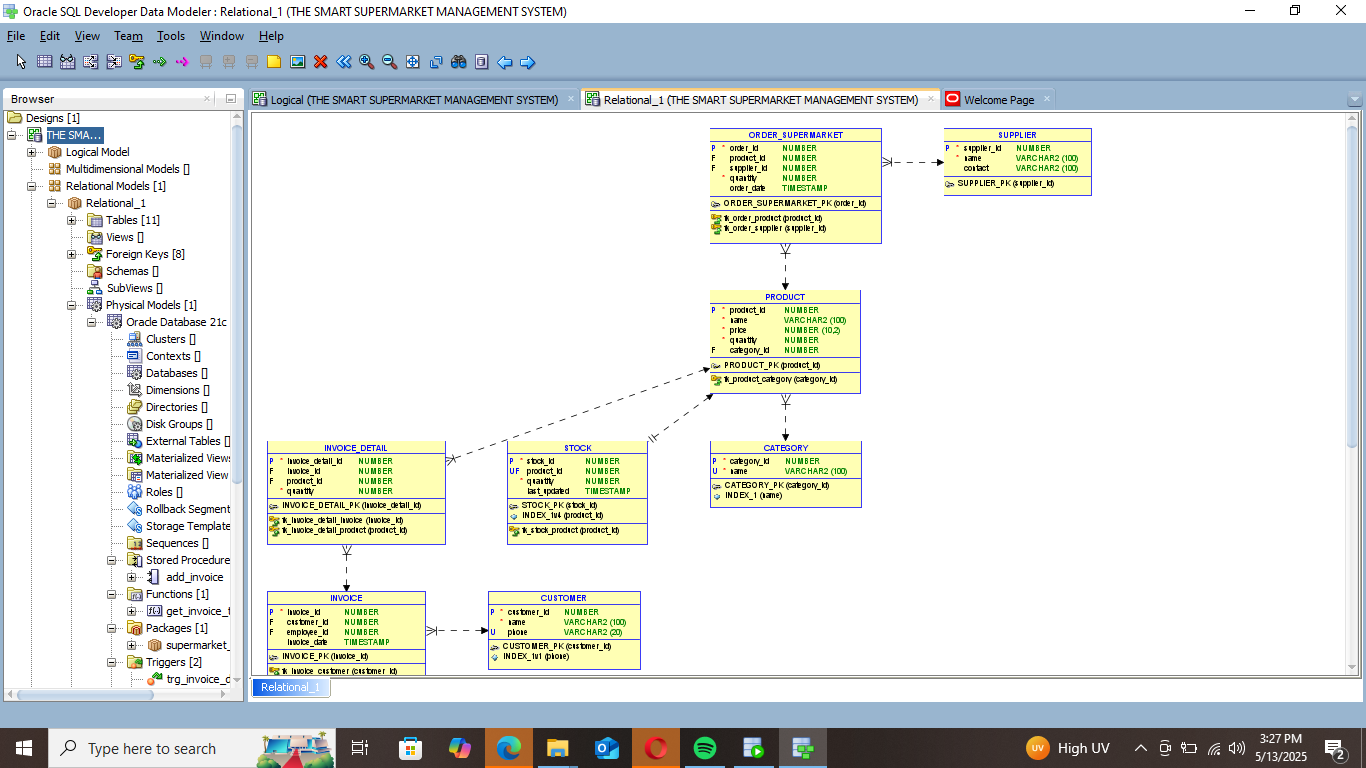 Oracle SQL Developer Data Modeler : Relational_1 (THE SMART SUPERMARKET MANAGEMENT SYSTEM)
File Edit View Team Tools Window Help
Browser
Logical (THE SMART SUPERMARKET MANAGEMENT SYSTEM)
Relational_1 (THE SMART SUPERMARKET MANAGEMENT SYSTEM)
Welcome Page
Designs [1]
THE SMA...
Logical Model
Multidimensional Models []
Relational Models [1]
Relational_1
Tables [11]
Views []
Foreign Keys [8]
Schemas []
SubViews []
Physical Models [1]
Oracle Database 21c
Clusters []
Contexts []
Databases []
Dimensions []
Directories []
Disk Groups []
External Tables []
Materialized Views
Materialized View
Roles []
Rollback Segment
Storage Template
Sequences []
Stored Procedure
add_invoice
Functions [1]
get_invoice_t
Packages [1]
supermarket_
Triggers [2]
trg_invoice_d
ORDER_SUPERMARKET
P * order_id NUMBER
F product_id NUMBER
F supplier_id NUMBER
* quantity NUMBER
order_date TIMESTAMP
ORDER_SUPERMARKET_PK (order_id)
fk_order_product (product_id)
fk_order_supplier (supplier_id)
SUPPLIER
P * supplier_id NUMBER
* name VARCHAR2 (100)
contact VARCHAR2 (100)
SUPPLIER_PK (supplier_id)
PRODUCT
P * product_id NUMBER
* name VARCHAR2 (100)
* price NUMBER (10,2)
* quantity NUMBER
F category_id NUMBER
PRODUCT_PK (product_id)
fk_product_category (category_id)
INVOICE_DETAIL
P * invoice_detail_id NUMBER
F invoice_id NUMBER
F product_id NUMBER
* quantity NUMBER
INVOICE_DETAIL_PK (invoice_detail_id)
fk_invoice_detail_invoice (invoice_id)
fk_invoice_detail_product (product_id)
STOCK
P * stock_id NUMBER
UF product_id NUMBER
* quantity NUMBER
last_updated TIMESTAMP
STOCK_PK (stock_id)
INDEX_1v4 (product_id)
fk_stock_product (product_id)
CATEGORY
P * category_id NUMBER
U * name VARCHAR2 (100)
CATEGORY_PK (category_id)
INDEX_1 (name)
INVOICE
P * invoice_id NUMBER
F customer_id NUMBER
F employee_id NUMBER
invoice_date TIMESTAMP
INVOICE_PK (invoice_id)
fk_invoice_customer (customer_id)
CUSTOMER
P * customer_id NUMBER
* name VARCHAR2 (100)
U phone VARCHAR2 (20)
CUSTOMER_PK (customer_id)
INDEX_1v1 (phone)
Relational_1
Type here to search
UV
High UV
3:27 PM
5/13/2025
2